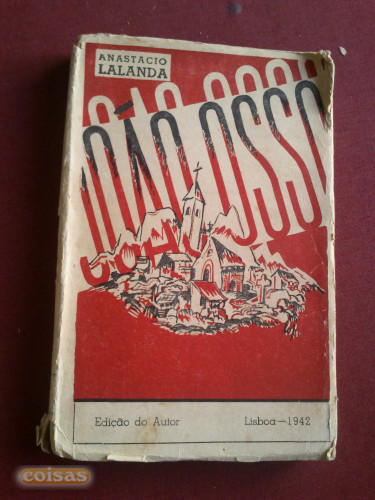 ANASTACIO
LALANDA
Edição do Autor
Lisboa — 1942
coisas